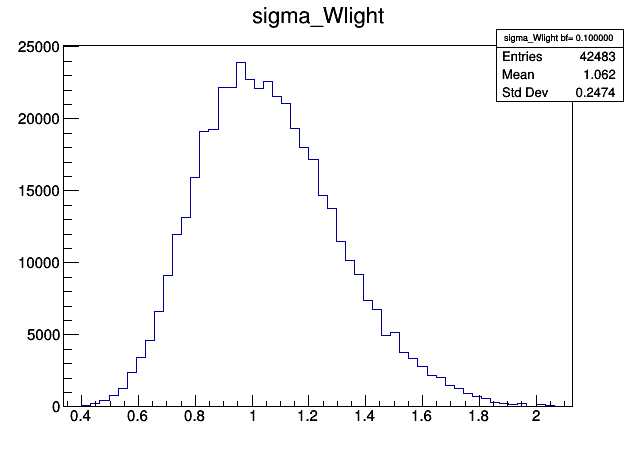 sigma_Wlight
sigma_Wlight bf= 0.100000
Entries 42483
Mean 1.062
Std Dev 0.2474
25000
20000
15000
10000
5000
0
0.4 0.6 0.8 1 1.2 1.4 1.6 1.8 2